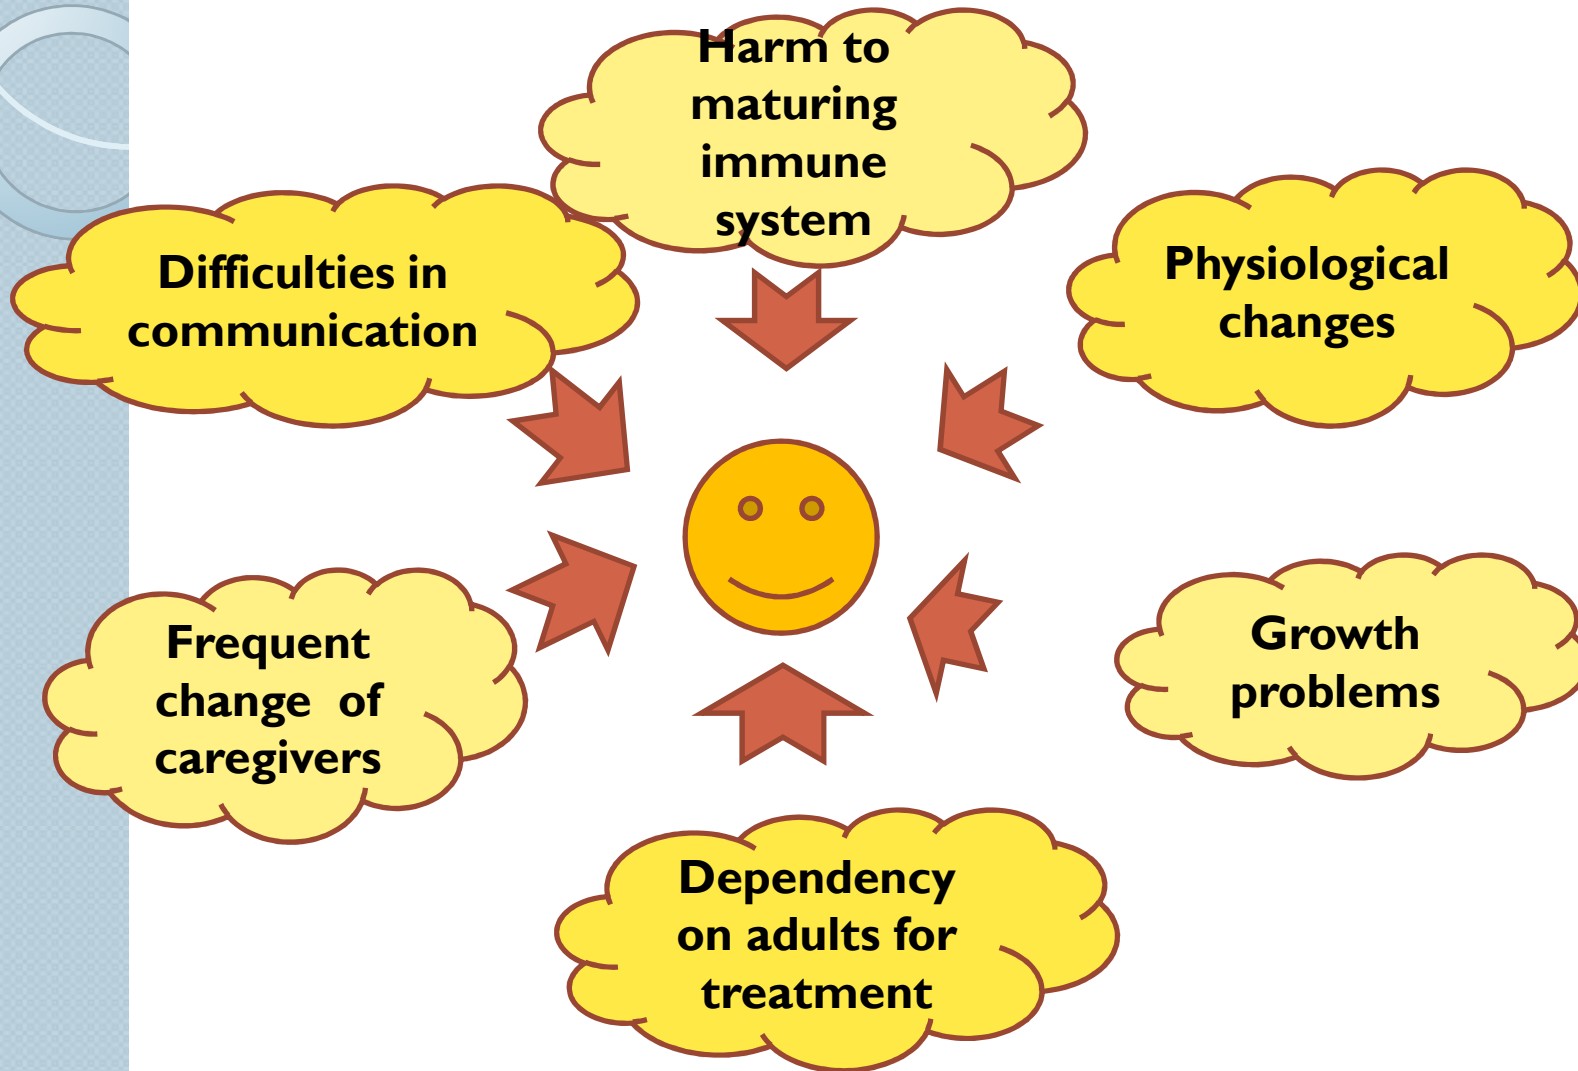 Harm to
maturing
immune
system
Difficulties in
communication
Physiological
changes
Frequent
change of
caregivers
Growth
problems
Dependency
on adults for
treatment